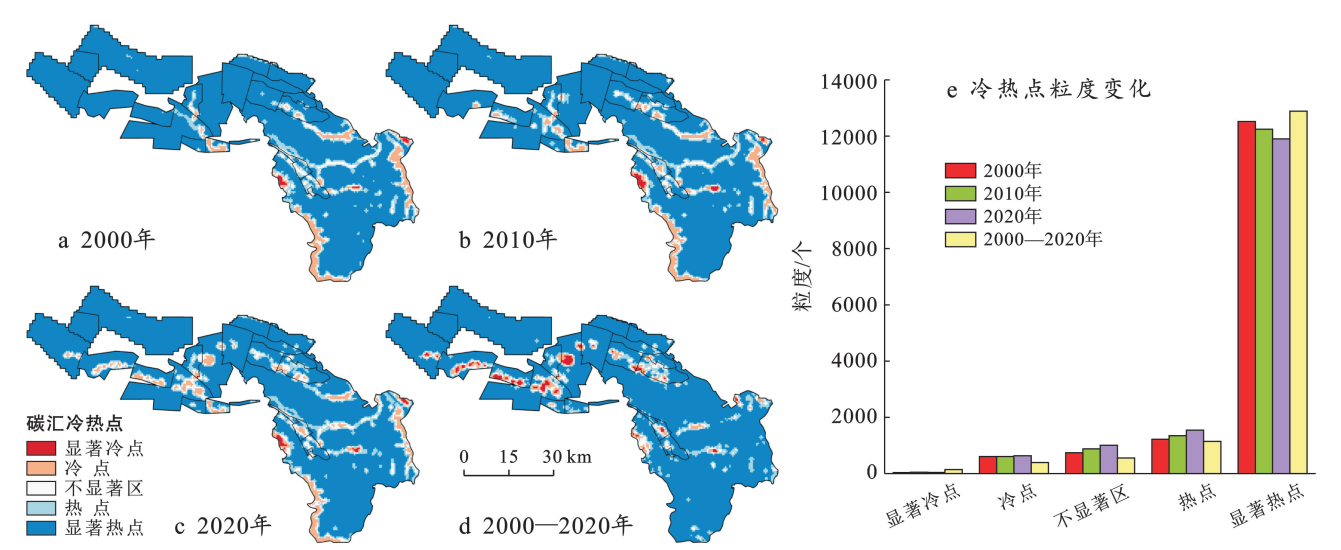 a 2000年
b 2010年
碳汇冷热点
显著冷点
冷 点
不显著区
热 点
显著热点
c 2020年
0 15 30 km
d 2000—2020年
e 冷热点粒度变化
2000年
2010年
2020年
2000—2020年
粒度/个
14000
12000
10000
8000
6000
4000
2000
0
显著冷点
冷点
不显著区
热点
显著热点